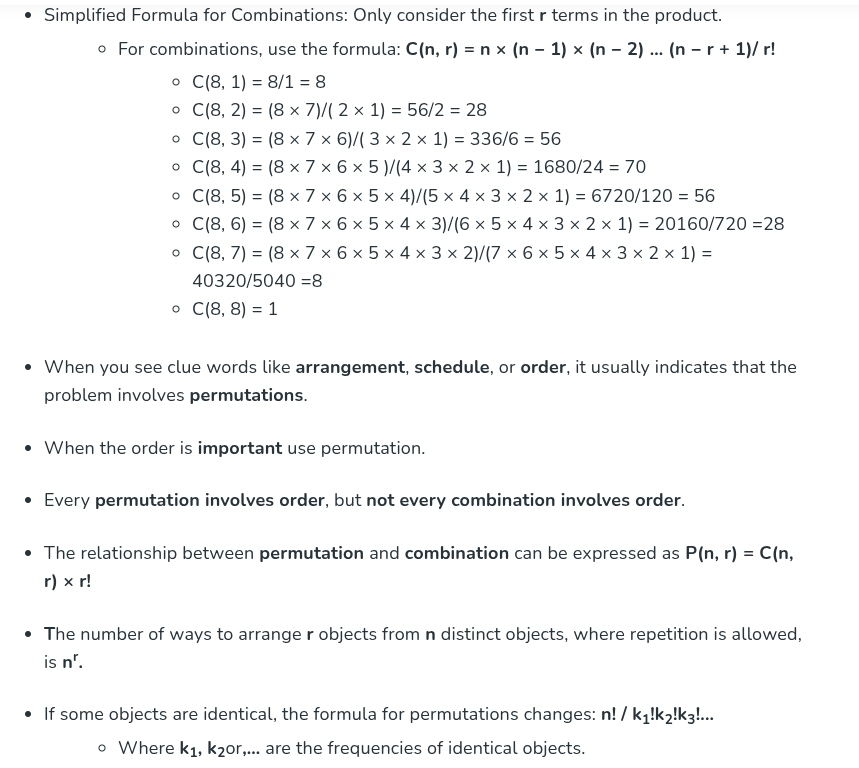 • Simplified Formula for Combinations: Only consider the first r terms in the product.
○ For combinations, use the formula: C(n, r) = n × (n − 1) × (n − 2) ... (n − r + 1)/ r!
○ C(8, 1) = 8/1 = 8
○ C(8, 2) = (8 × 7)/( 2 × 1) = 56/2 = 28
○ C(8, 3) = (8 × 7 × 6)/( 3 × 2 × 1) = 336/6 = 56
○ C(8, 4) = (8 × 7 × 6 × 5 )/(4 × 3 × 2 × 1) = 1680/24 = 70
○ C(8, 5) = (8 × 7 × 6 × 5 × 4)/(5 × 4 × 3 × 2 × 1) = 6720/120 = 56
○ C(8, 6) = (8 × 7 × 6 × 5 × 4 × 3)/(6 × 5 × 4 × 3 × 2 × 1) = 20160/720 =28
○ C(8, 7) = (8 × 7 × 6 × 5 × 4 × 3 × 2)/(7 × 6 × 5 × 4 × 3 × 2 × 1) =
40320/5040 =8
○ C(8, 8) = 1
• When you see clue words like arrangement, schedule, or order, it usually indicates that the
problem involves permutations.
• When the order is important use permutation.
• Every permutation involves order, but not every combination involves order.
• The relationship between permutation and combination can be expressed as P(n, r) = C(n,
r) × r!
• The number of ways to arrange r objects from n distinct objects, where repetition is allowed,
is nʳ.
• If some objects are identical, the formula for permutations changes: n! / k₁!k₂!k₃!...
○ Where k₁, k₂or,... are the frequencies of identical objects.